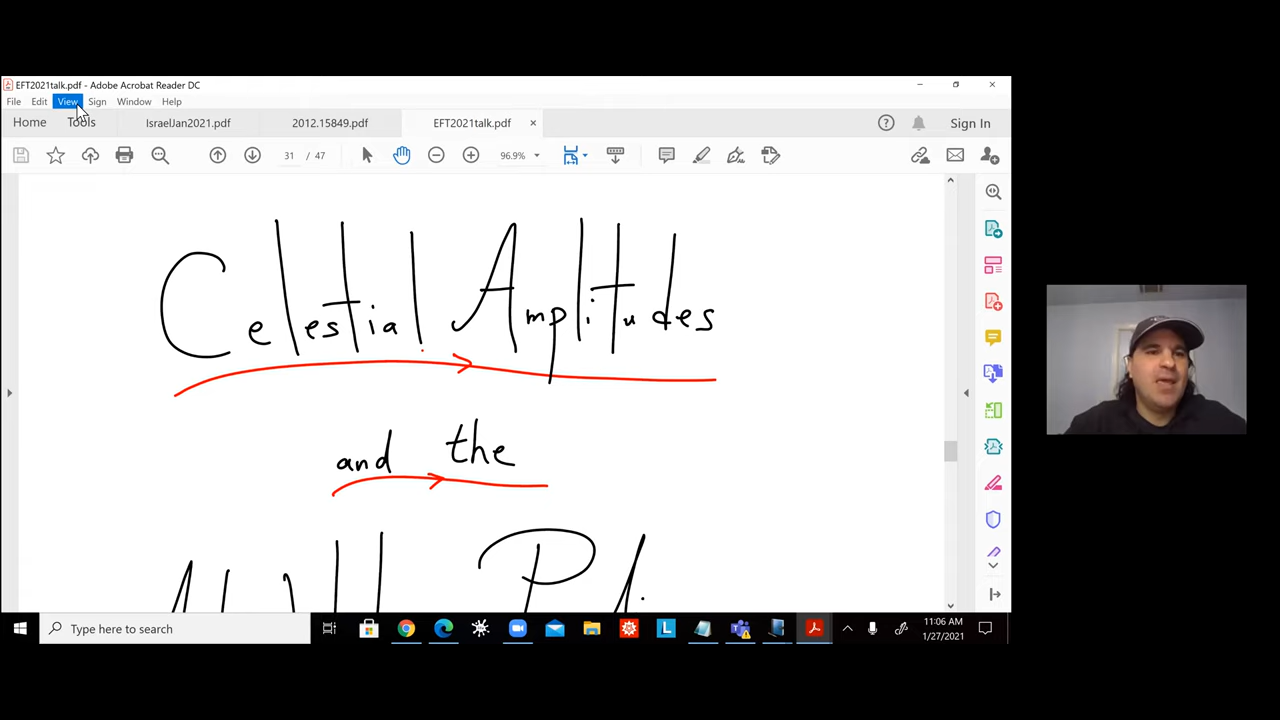 EFT2021talk.pdf - Adobe Acrobat Reader DC
File Edit View Sign Window Help
Home Tools IsraelJan2021.pdf 2012.15849.pdf EFT2021talk.pdf × ? Sign In
31 / 47 96.9%
Celestial Amplitudes
and the
Type here to search L 11:06 AM
1/27/2021